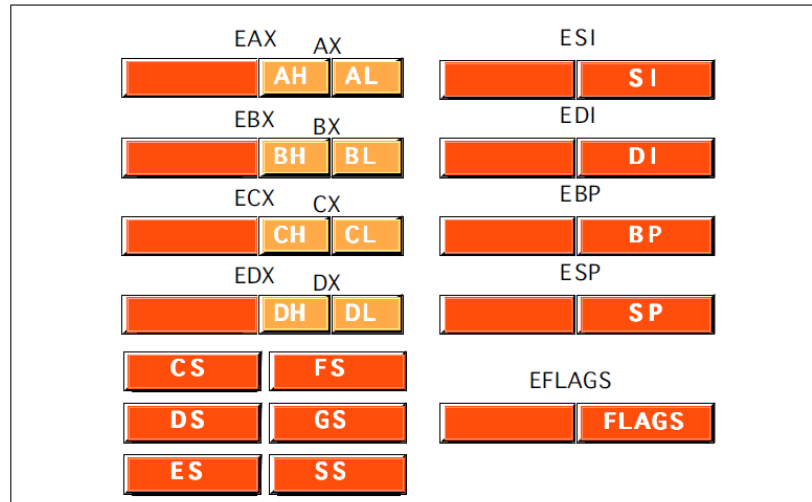 EAX AX ESI
AH AL SI
EBX BX EDI
BH BL DI
ECX CX EBP
CH CL BP
EDX DX ESP
DH DL SP
CS FS
EFLAGS
DS GS FLAGS
ES SS